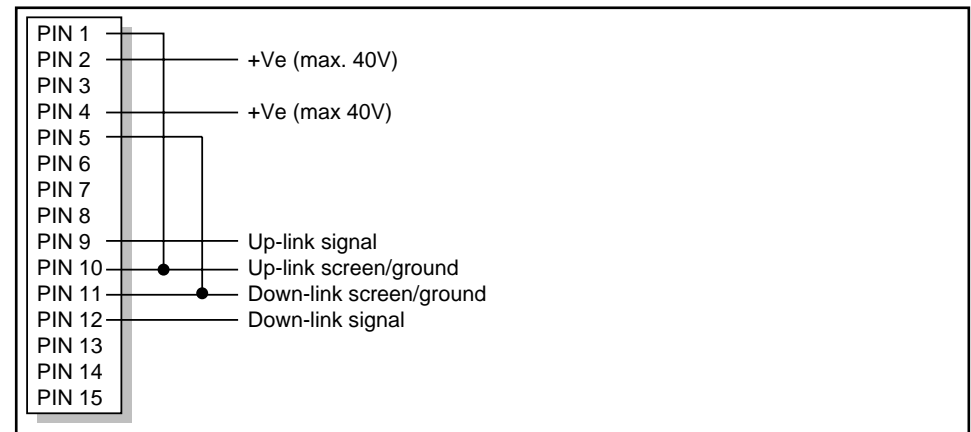 PIN 1
PIN 2 +Ve (max. 40V)
PIN 3
PIN 4 +Ve (max 40V)
PIN 5
PIN 6
PIN 7
PIN 8
PIN 9 Up-link signal
PIN 10 Up-link screen/ground
PIN 11 Down-link screen/ground
PIN 12 Down-link signal
PIN 13
PIN 14
PIN 15